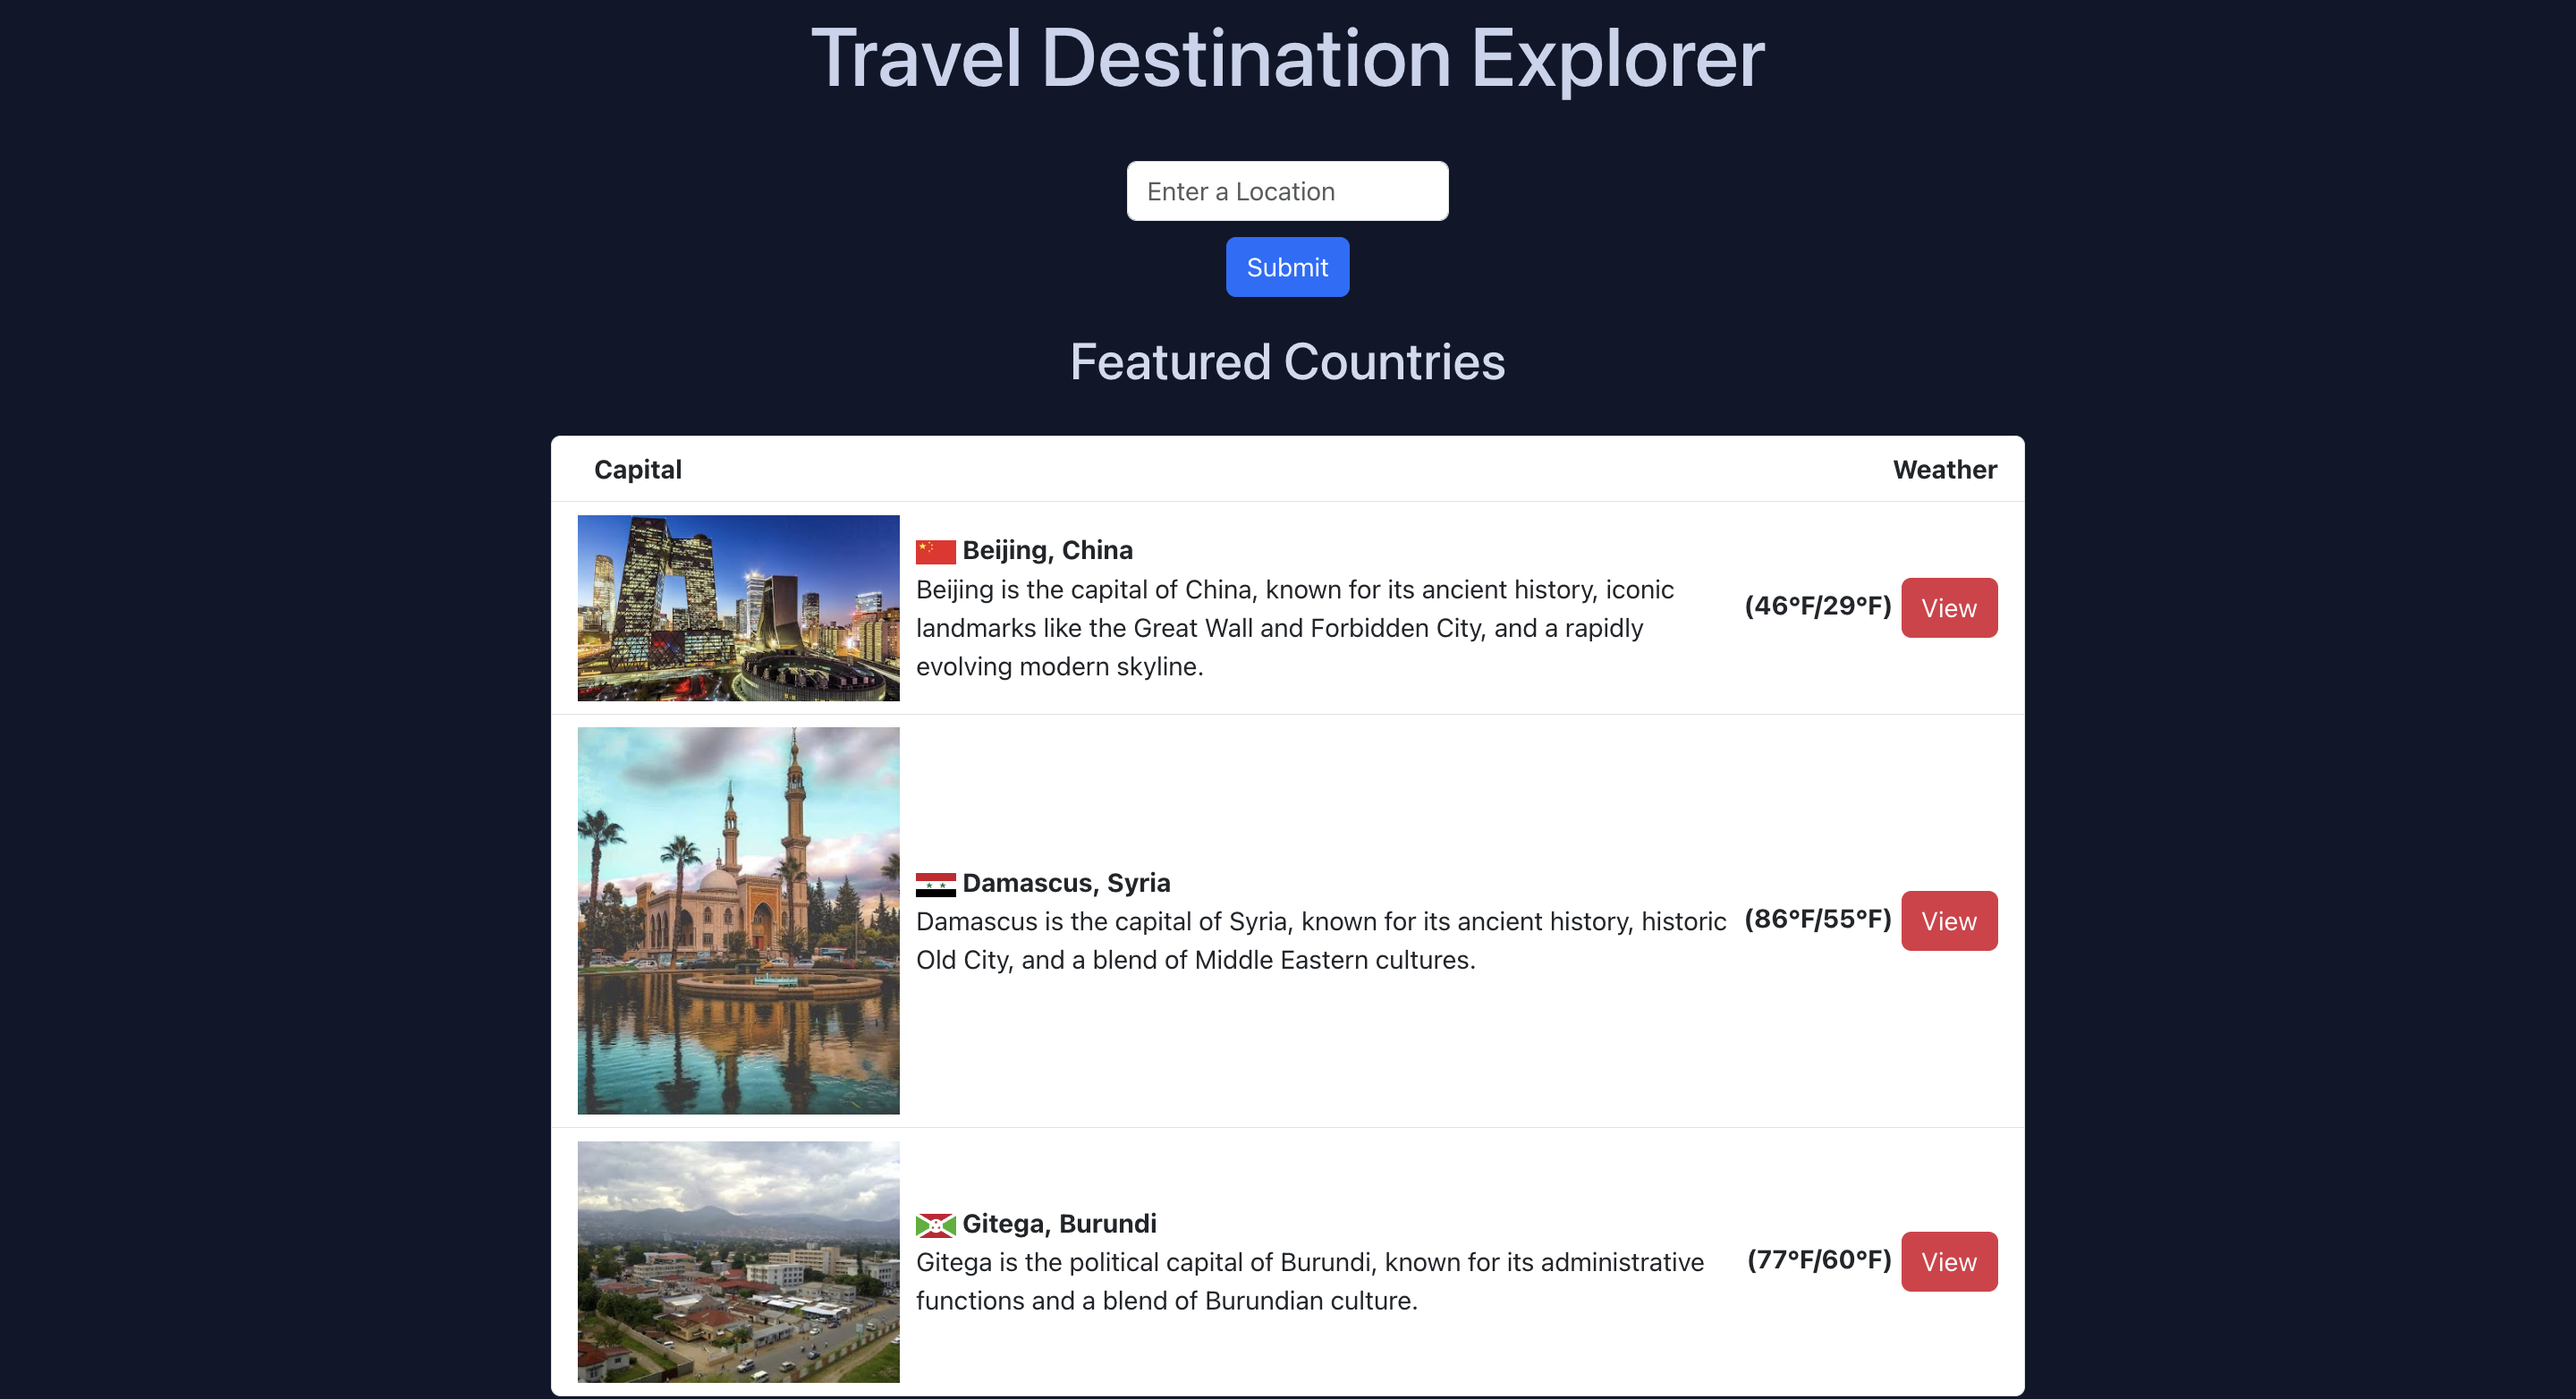 Travel Destination Explorer
Enter a Location
Submit
Featured Countries
Capital
Weather
Beijing, China
Beijing is the capital of China, known for its ancient history, iconic
landmarks like the Great Wall and Forbidden City, and a rapidly
evolving modern skyline.
(46°F/29°F)
View
Damascus, Syria
Damascus is the capital of Syria, known for its ancient history, historic
Old City, and a blend of Middle Eastern cultures.
(86°F/55°F)
View
Gitega, Burundi
Gitega is the political capital of Burundi, known for its administrative
functions and a blend of Burundian culture.
(77°F/60°F)
View